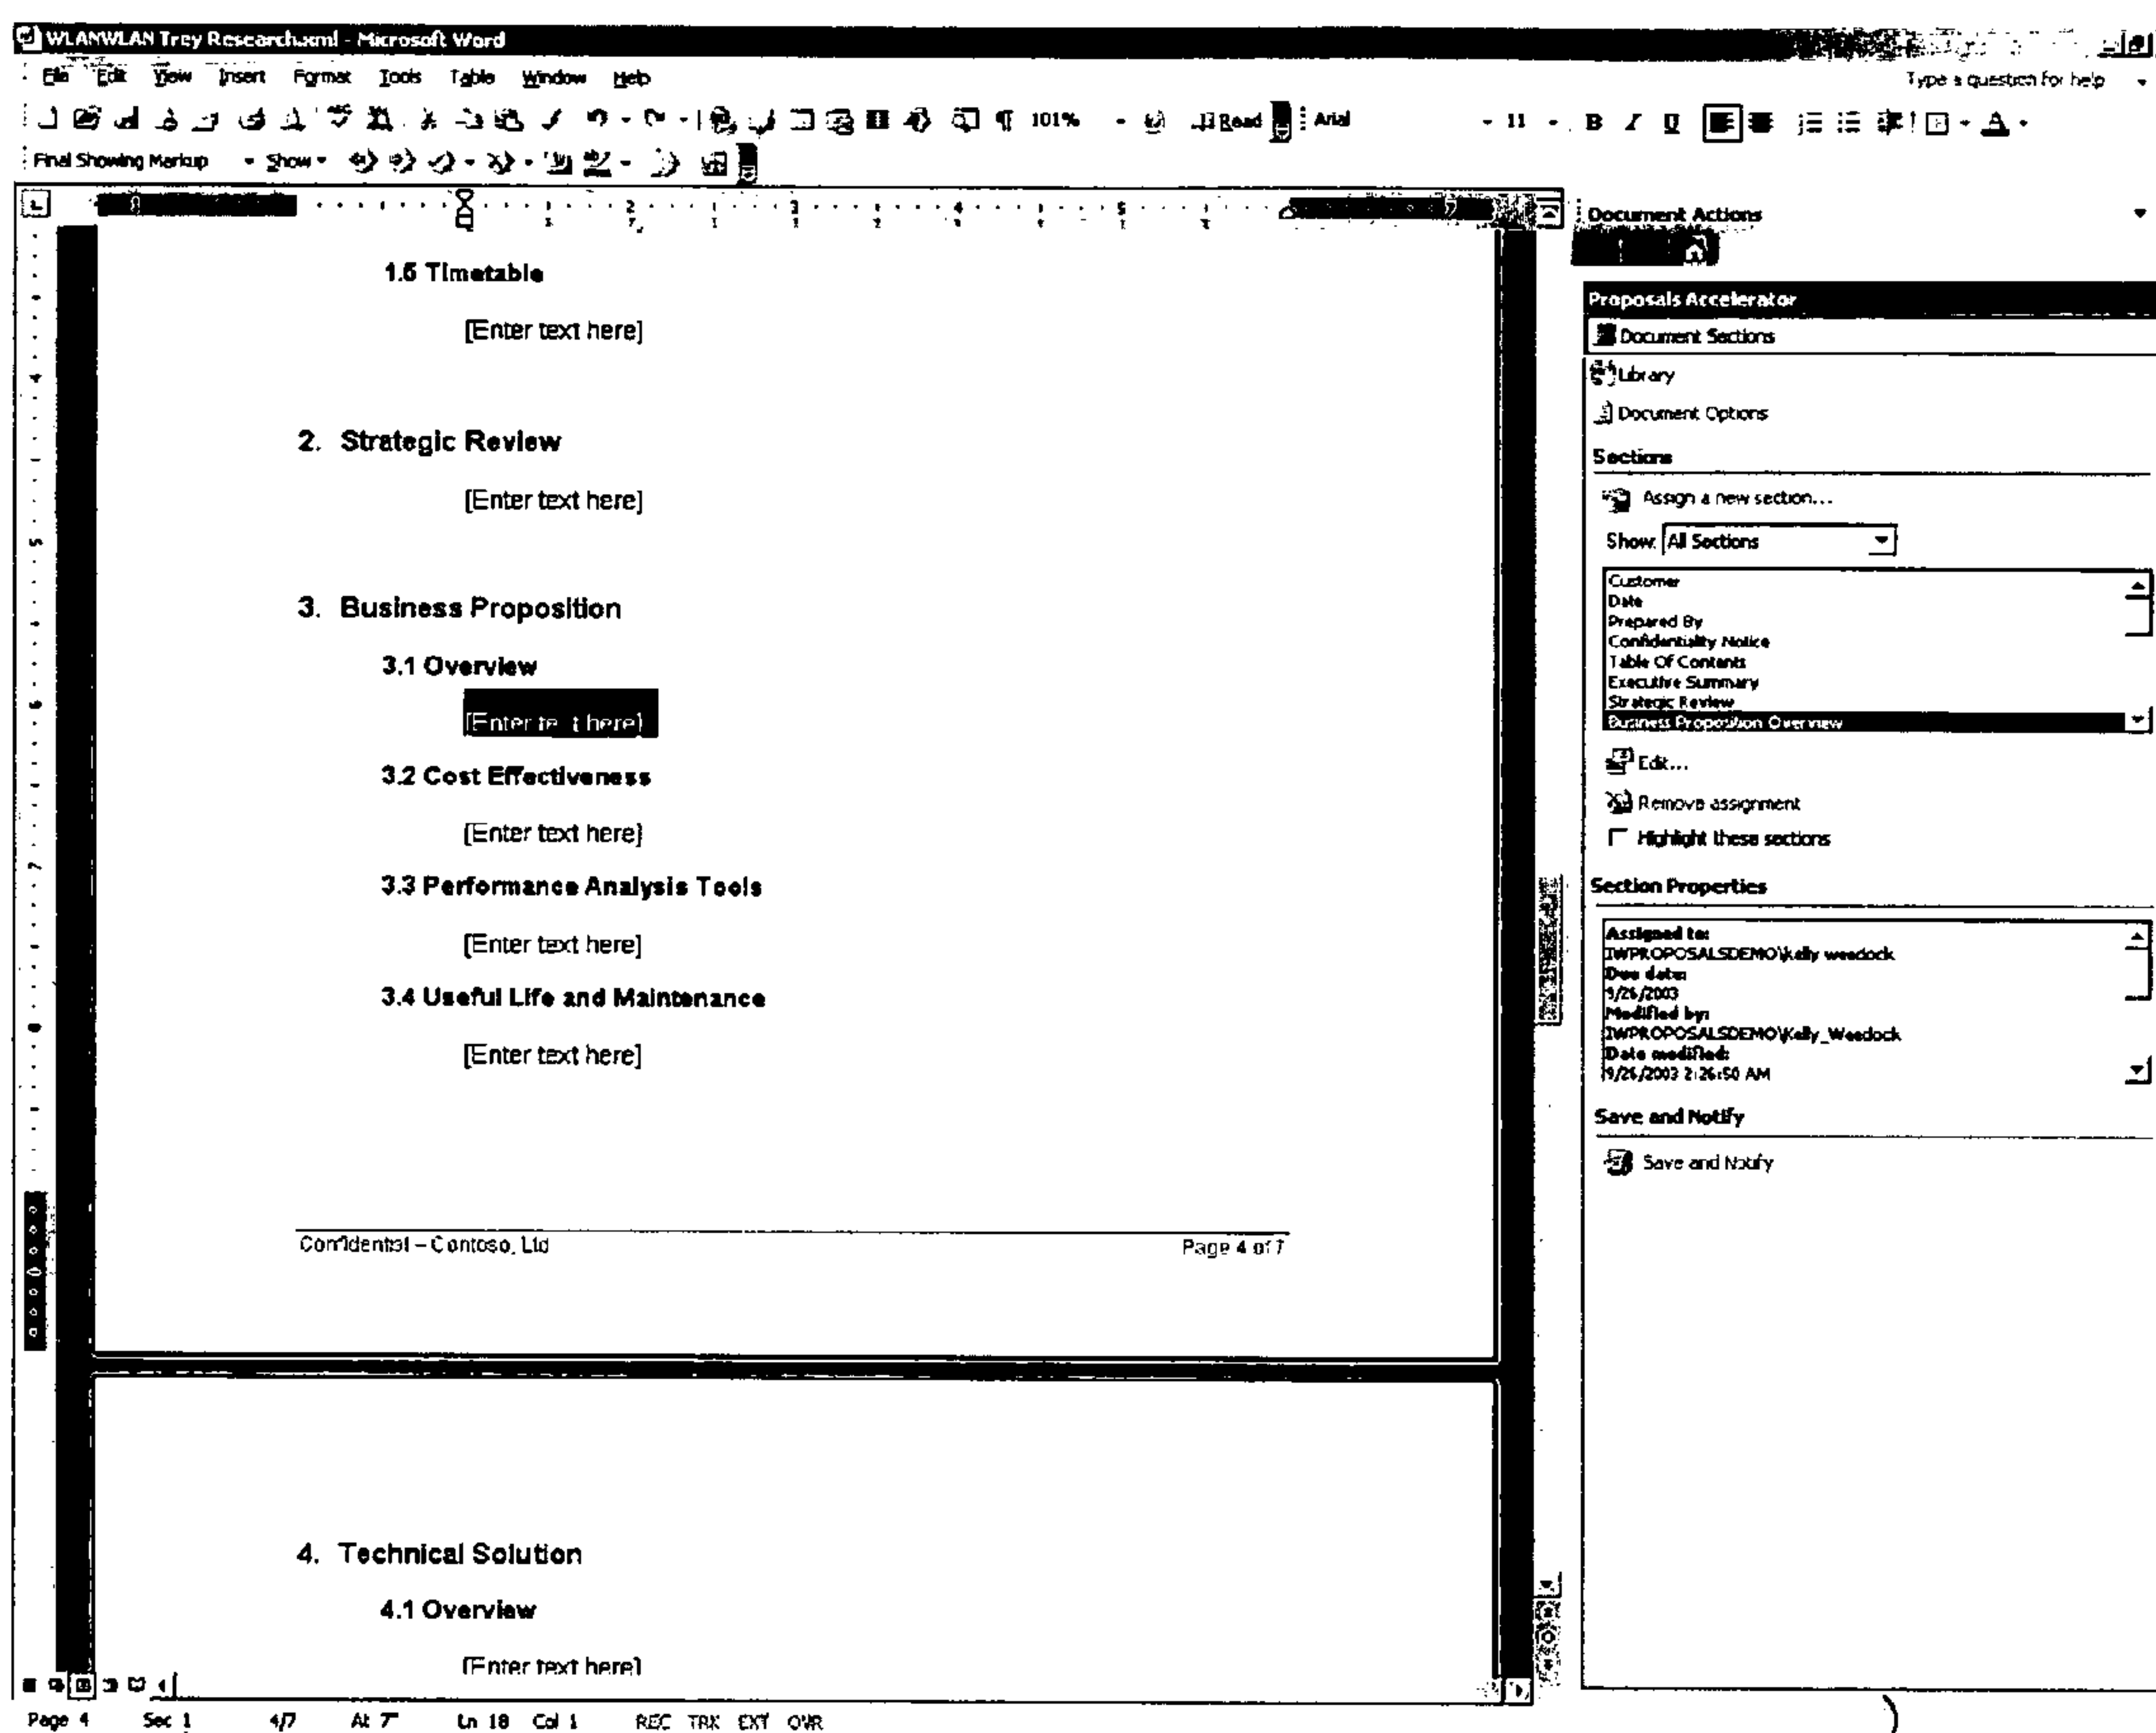 WLANWLAN Trey Research.xml - Microsoft Word
File Edit View Insert Format Tools Table Window Help
Type a question for help
101% Read Arial 11 B I U A
Final Showing Markup Show
Document Actions
1.5 Timetable
[Enter text here]
2. Strategic Review
[Enter text here]
3. Business Proposition
3.1 Overview
[Enter text here]
3.2 Cost Effectiveness
[Enter text here]
3.3 Performance Analysis Tools
[Enter text here]
3.4 Useful Life and Maintenance
[Enter text here]
Confidential – Contoso, Ltd Page 4 of 7
4. Technical Solution
4.1 Overview
[Enter text here]
Proposals Accelerator
Document Sections
Library
Document Options
Sections
Assign a new section...
Show: All Sections
Customer
Date
Prepared By
Confidentiality Notice
Table Of Contents
Executive Summary
Strategic Review
Business Proposition Overview
Edit...
Remove assignment
Highlight these sections
Section Properties
Assigned to:
IWPROPOSALSDEMO\kelly weedock
Due date:
9/26/2003
Modified by:
IWPROPOSALSDEMO\Kelly_Weedock
Date modified:
9/26/2003 2:26:50 AM
Save and Notify
Save and Notify
Page 4 Sec 1 4/7 At 7" Ln 18 Col 1 REC TRK EXT OVR